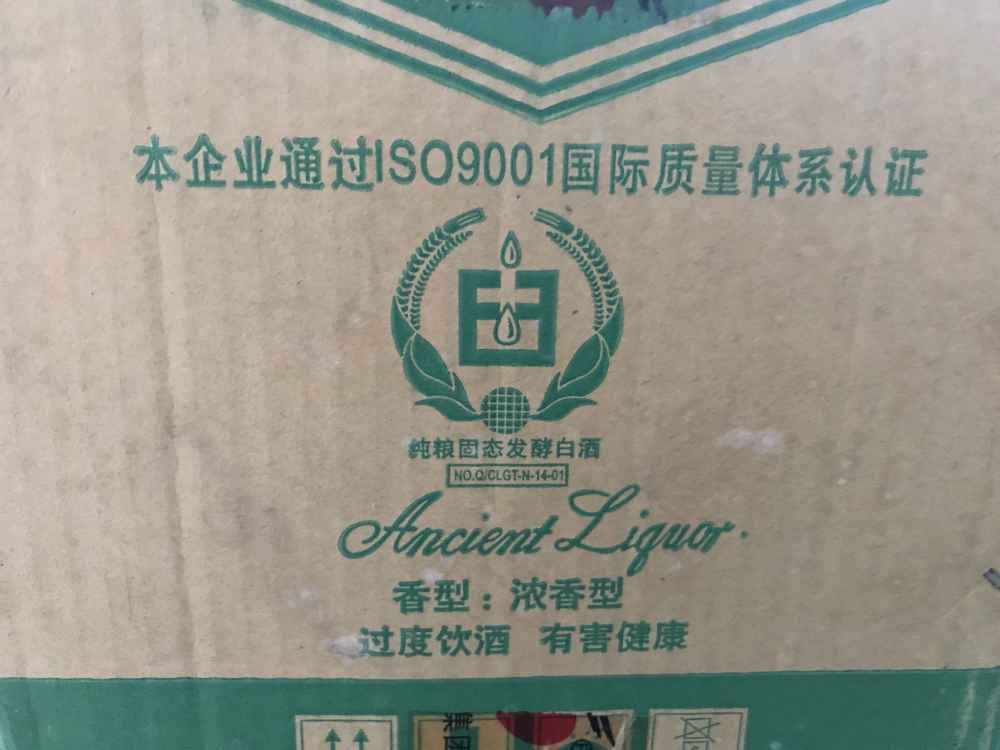 本企业通过ISO9001国际质量体系认证
纯粮固态发酵白酒
NO.Q/CLGT-N-14-01
Ancient Liquor
香型：浓香型
过度饮酒 有害健康
集团